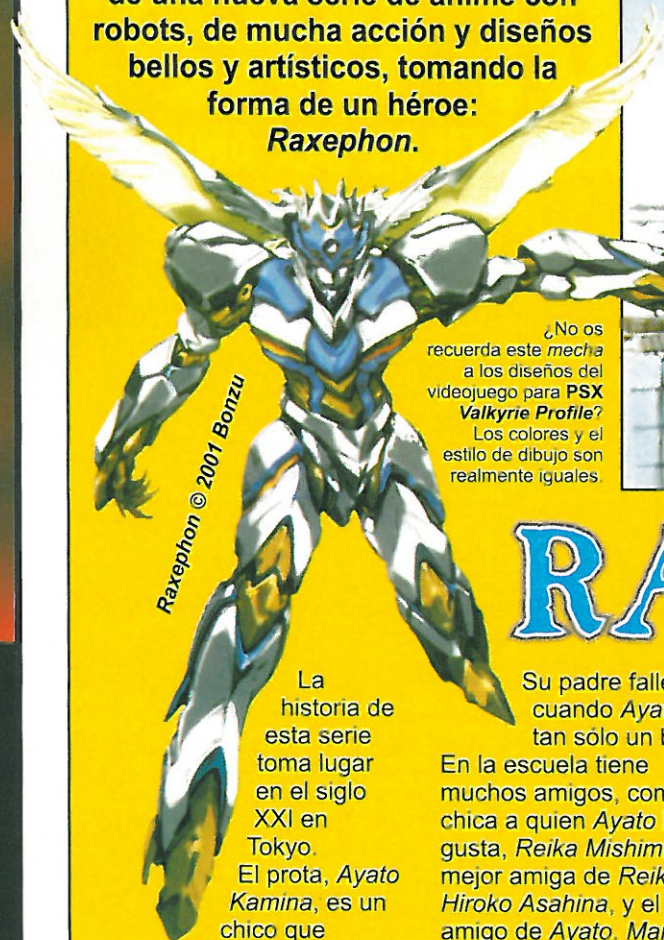 robots, de mucha acción y diseños
bellos y artísticos, tomando la
forma de un héroe:
Raxephon.
¿No os
recuerda este mecha
a los diseños del
videojuego para PSX
Valkyrie Profile?
Los colores y el
estilo de dibujo son
realmente iguales.
Raxephon © 2001 Bonzu
RA
La
historia de
esta serie
toma lugar
en el siglo
XXI en
Tokyo.
El prota, Ayato
Kamina, es un
chico que
Su padre falle
cuando Aya
tan sólo un b
En la escuela tiene
muchos amigos, con
chica a quien Ayato
gusta, Reika Mishim
mejor amiga de Reik
Hiroko Asahina, y el
amigo de Ayato, Ma